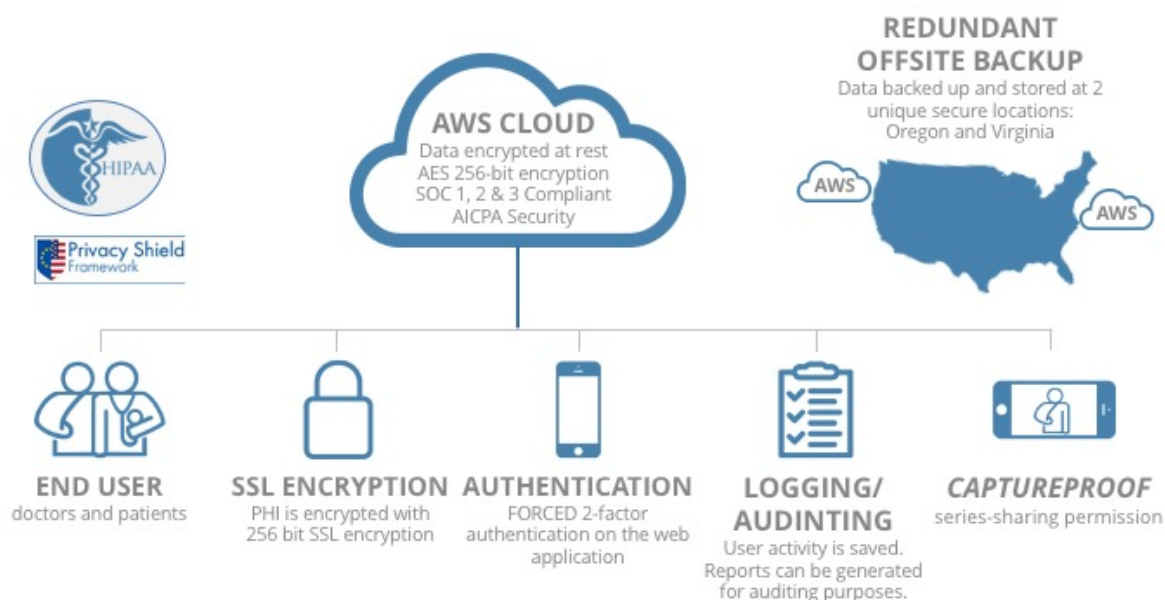 HIPAA
Privacy Shield
Framework
AWS CLOUD
Data encrypted at rest
AES 256-bit encryption
SOC 1, 2 & 3 Compliant
AICPA Security
REDUNDANT
OFFSITE BACKUP
Data backed up and stored at 2
unique secure locations:
Oregon and Virginia
AWS
AWS
END USER
doctors and patients
SSL ENCRYPTION
PHI is encrypted with
256 bit SSL encryption
AUTHENTICATION
FORCED 2-factor
authentication on the web
application
LOGGING/
AUDINTING
User activity is saved.
Reports can be generated
for auditing purposes.
CAPTUREPROOF
series-sharing permission